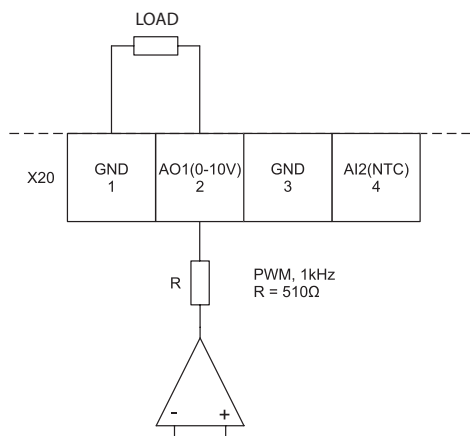 LOAD
X20
GND
1
AO1(0-10V)
2
GND
3
AI2(NTC)
4
R
PWM, 1kHz
R = 510Ω
- +